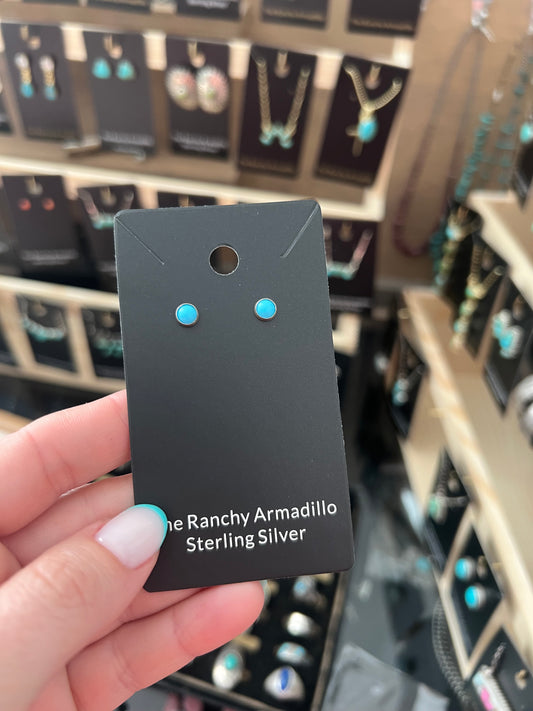 he Ranchy Armadillo
Sterling Silver